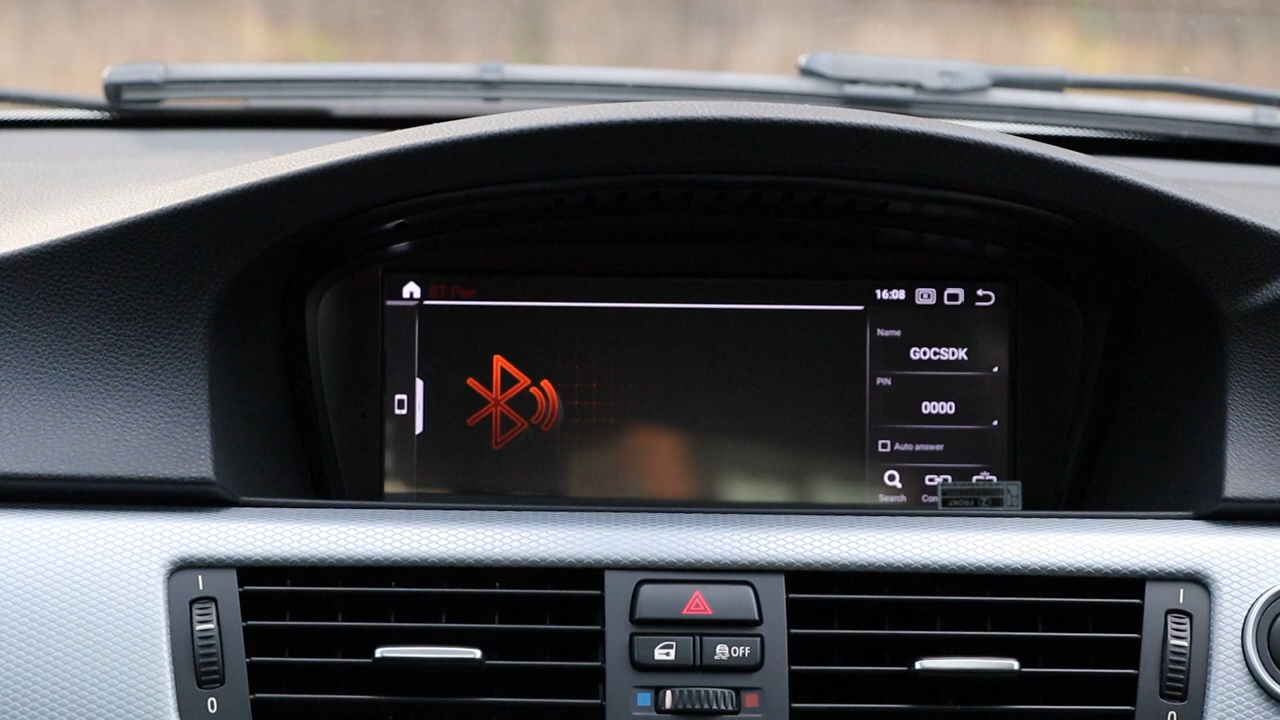 BT Pair
16:08
Name
GOCSDK
PIN
0000
Auto answer
Search
I
I
OFF
0
0